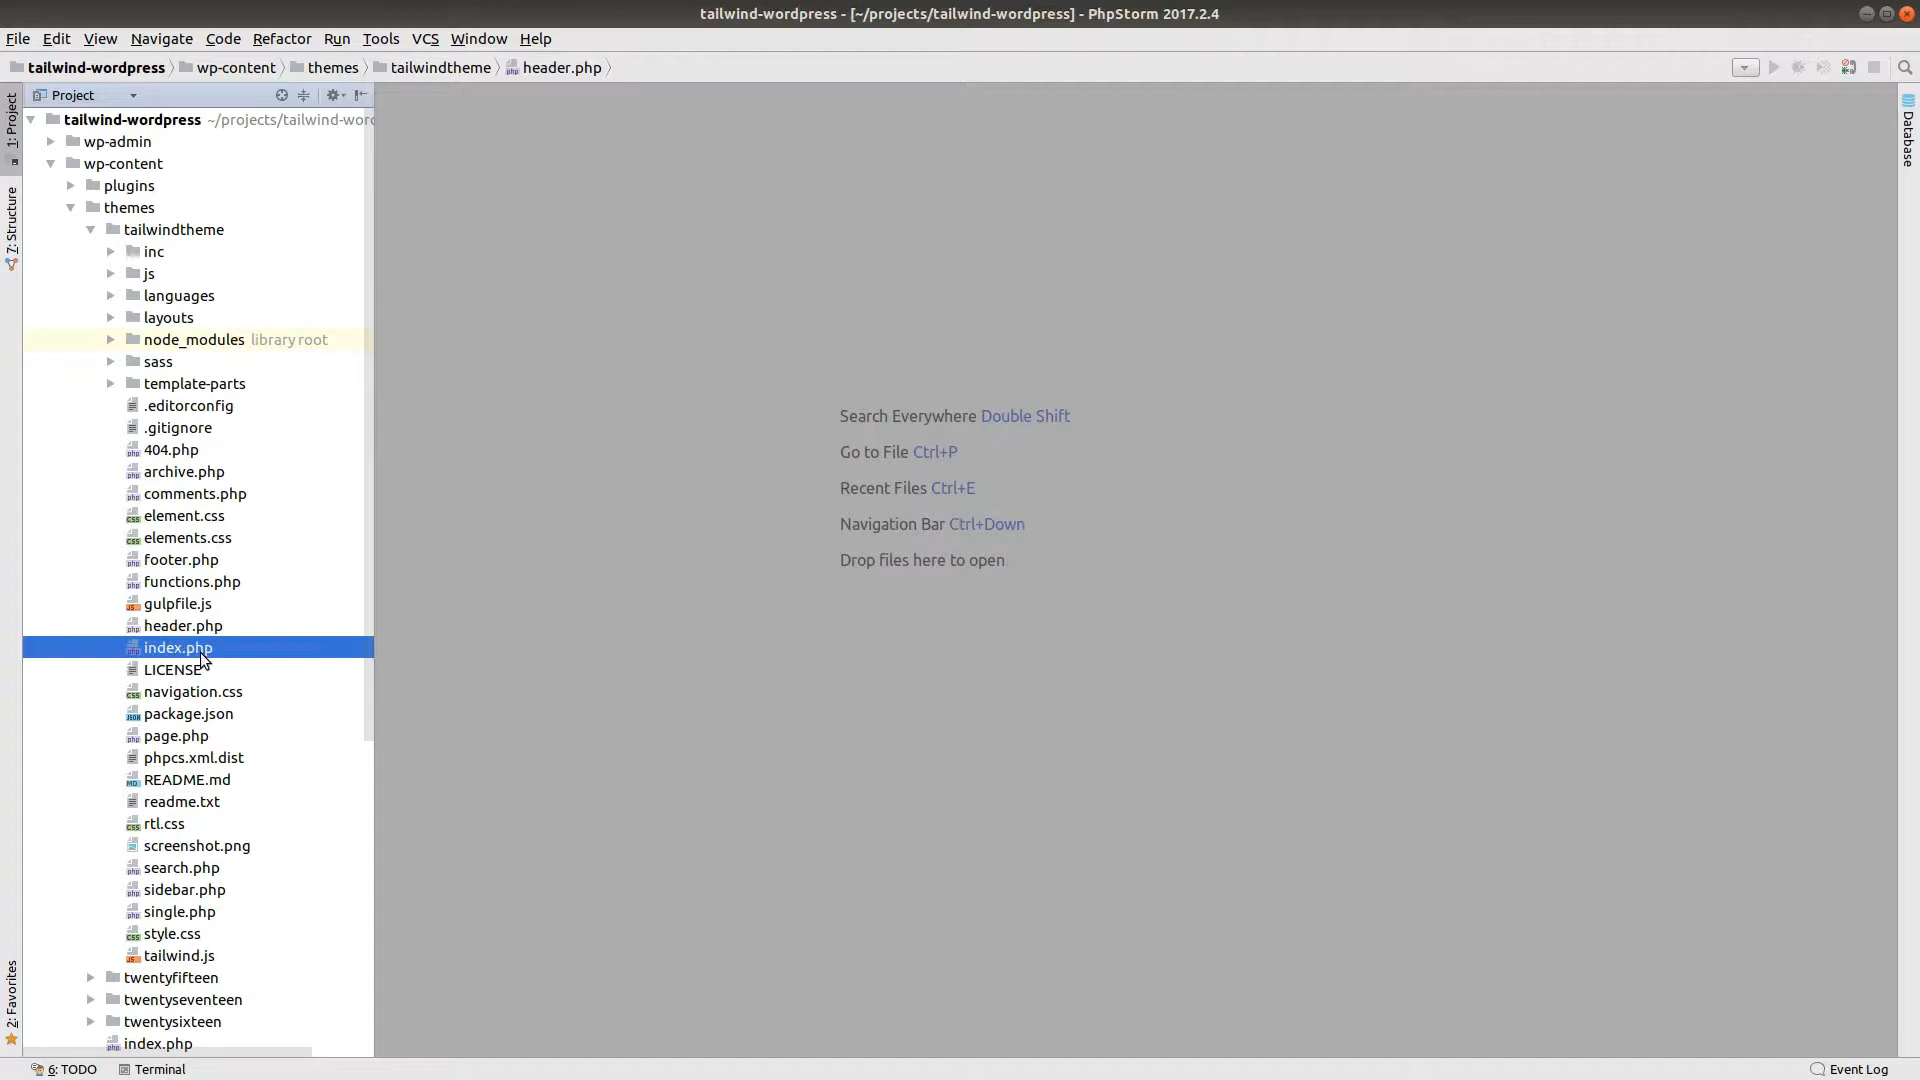 tailwind-wordpress - [~/projects/tailwind-wordpress] - PhpStorm 2017.2.4
File Edit View Navigate Code Refactor Run Tools VCS Window Help
tailwind-wordpress wp-content themes tailwindtheme header.php
Project
1: Project
7: Structure
2: Favorites
tailwind-wordpress ~/projects/tailwind-word
wp-admin
wp-content
plugins
themes
tailwindtheme
inc
js
languages
layouts
node_modules library root
sass
template-parts
.editorconfig
.gitignore
404.php
archive.php
comments.php
element.css
elements.css
footer.php
functions.php
gulpfile.js
header.php
index.php
LICENSE
navigation.css
package.json
page.php
phpcs.xml.dist
README.md
readme.txt
rtl.css
screenshot.png
search.php
sidebar.php
single.php
style.css
tailwind.js
twentyfifteen
twentyseventeen
twentysixteen
index.php
Search Everywhere Double Shift
Go to File Ctrl+P
Recent Files Ctrl+E
Navigation Bar Ctrl+Down
Drop files here to open
Database
6: TODO Terminal
Event Log